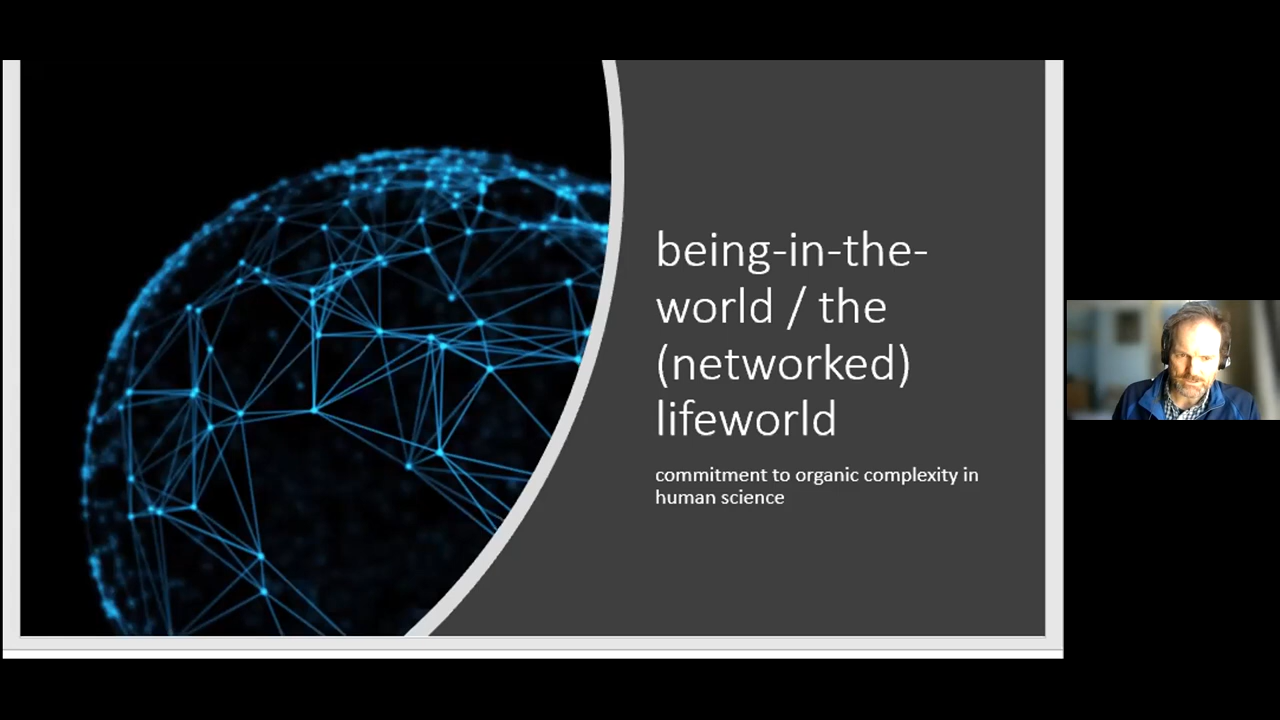 being-in-the-
world / the
(networked)
lifeworld
commitment to organic complexity in
human science